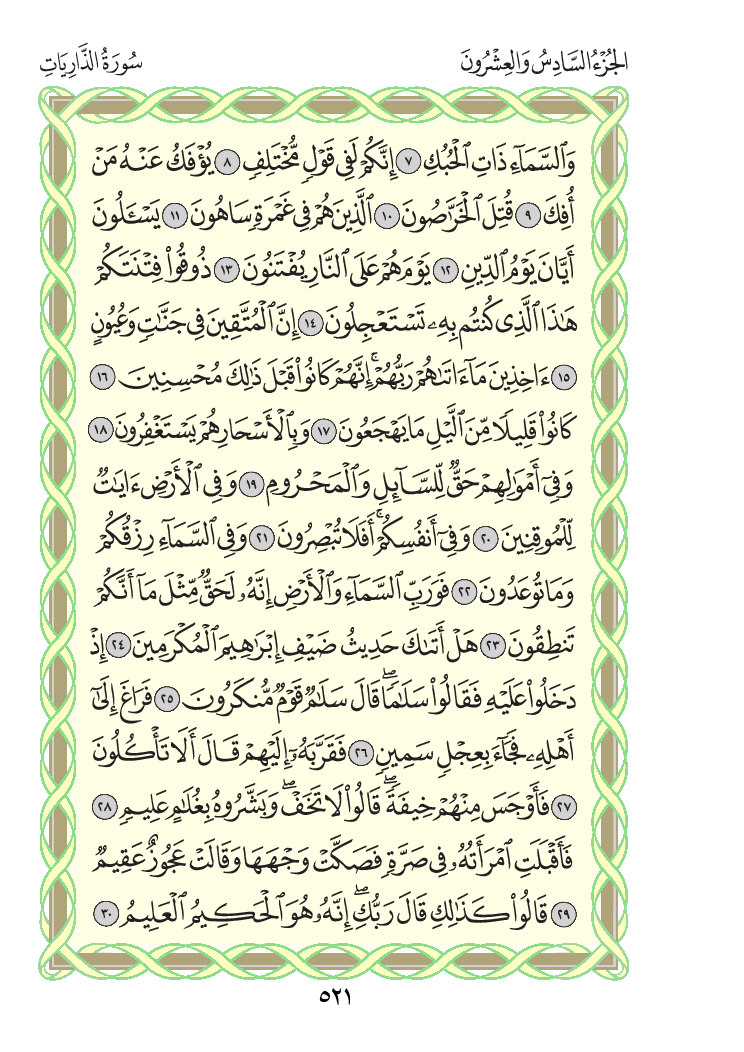 الجُزْءُ السَّادِسُ وَالعِشْرُونَ
سُورَةُ الذَّارِيَاتِ
وَٱلسَّمَآءِ ذَاتِ ٱلْحُبُكِ ٧ إِنَّكُمْ لَفِى قَوْلٍ مُّخْتَلِفٍ ٨ يُؤْفَكُ عَنْهُ مَنْ
أُفِكَ ٩ قُتِلَ ٱلْخَرَّٰصُونَ ١٠ ٱلَّذِينَ هُمْ فِى غَمْرَةٍ سَاهُونَ ١١ يَسْـَٔلُونَ
أَيَّانَ يَوْمُ ٱلدِّينِ ١٢ يَوْمَ هُمْ عَلَى ٱلنَّارِ يُفْتَنُونَ ١٣ ذُوقُوا۟ فِتْنَتَكُمْ
هَٰذَا ٱلَّذِى كُنتُم بِهِۦ تَسْتَعْجِلُونَ ١٤ إِنَّ ٱلْمُتَّقِينَ فِى جَنَّٰتٍ وَعُيُونٍ
١٥ ءَاخِذِينَ مَآ ءَاتَىٰهُمْ رَبُّهُمْ ۚ إِنَّهُمْ كَانُوا۟ قَبْلَ ذَٰلِكَ مُحْسِنِينَ ١٦
كَانُوا۟ قَلِيلًا مِّنَ ٱلَّيْلِ مَا يَهْجَعُونَ ١٧ وَبِٱلْأَسْحَارِ هُمْ يَسْتَغْفِرُونَ ١٨
وَفِىٓ أَمْوَٰلِهِمْ حَقٌّ لِّلسَّآئِلِ وَٱلْمَحْرُومِ ١٩ وَفِى ٱلْأَرْضِ ءَايَٰتٌ
لِّلْمُوقِنِينَ ٢٠ وَفِىٓ أَنفُسِكُمْ ۚ أَفَلَا تُبْصِرُونَ ٢١ وَفِى ٱلسَّمَآءِ رِزْقُكُمْ
وَمَا تُوعَدُونَ ٢٢ فَوَرَبِّ ٱلسَّمَآءِ وَٱلْأَرْضِ إِنَّهُۥ لَحَقٌّ مِّثْلَ مَآ أَنَّكُمْ
تَنطِقُونَ ٢٣ هَلْ أَتَىٰكَ حَدِيثُ ضَيْفِ إِبْرَٰهِيمَ ٱلْمُكْرَمِينَ ٢٤ إِذْ
دَخَلُوا۟ عَلَيْهِ فَقَالُوا۟ سَلَٰمًا ۖ قَالَ سَلَٰمٌ قَوْمٌ مُّنكَرُونَ ٢٥ فَرَاغَ إِلَىٰٓ
أَهْلِهِۦ فَجَآءَ بِعِجْلٍ سَمِينٍ ٢٦ فَقَرَّبَهُۥٓ إِلَيْهِمْ قَالَ أَلَا تَأْكُلُونَ
٢٧ فَأَوْجَسَ مِنْهُمْ خِيفَةً ۖ قَالُوا۟ لَا تَخَفْ ۖ وَبَشَّرُوهُ بِغُلَٰمٍ عَلِيمٍ ٢٨
فَأَقْبَلَتِ ٱمْرَأَتُهُۥ فِى صَرَّةٍ فَصَكَّتْ وَجْهَهَا وَقَالَتْ عَجُوزٌ عَقِيمٌ
٢٩ قَالُوا۟ كَذَٰلِكِ قَالَ رَبُّكِ ۖ إِنَّهُۥ هُوَ ٱلْحَكِيمُ ٱلْعَلِيمُ ٣٠
٥٢١